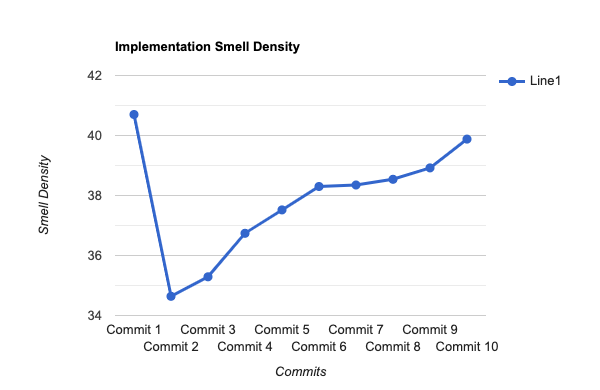 Implementation Smell Density
42
40
38
36
34
Smell Density
Line1
Commit 1 Commit 3 Commit 5 Commit 7 Commit 9
Commit 2 Commit 4 Commit 6 Commit 8 Commit 10
Commits